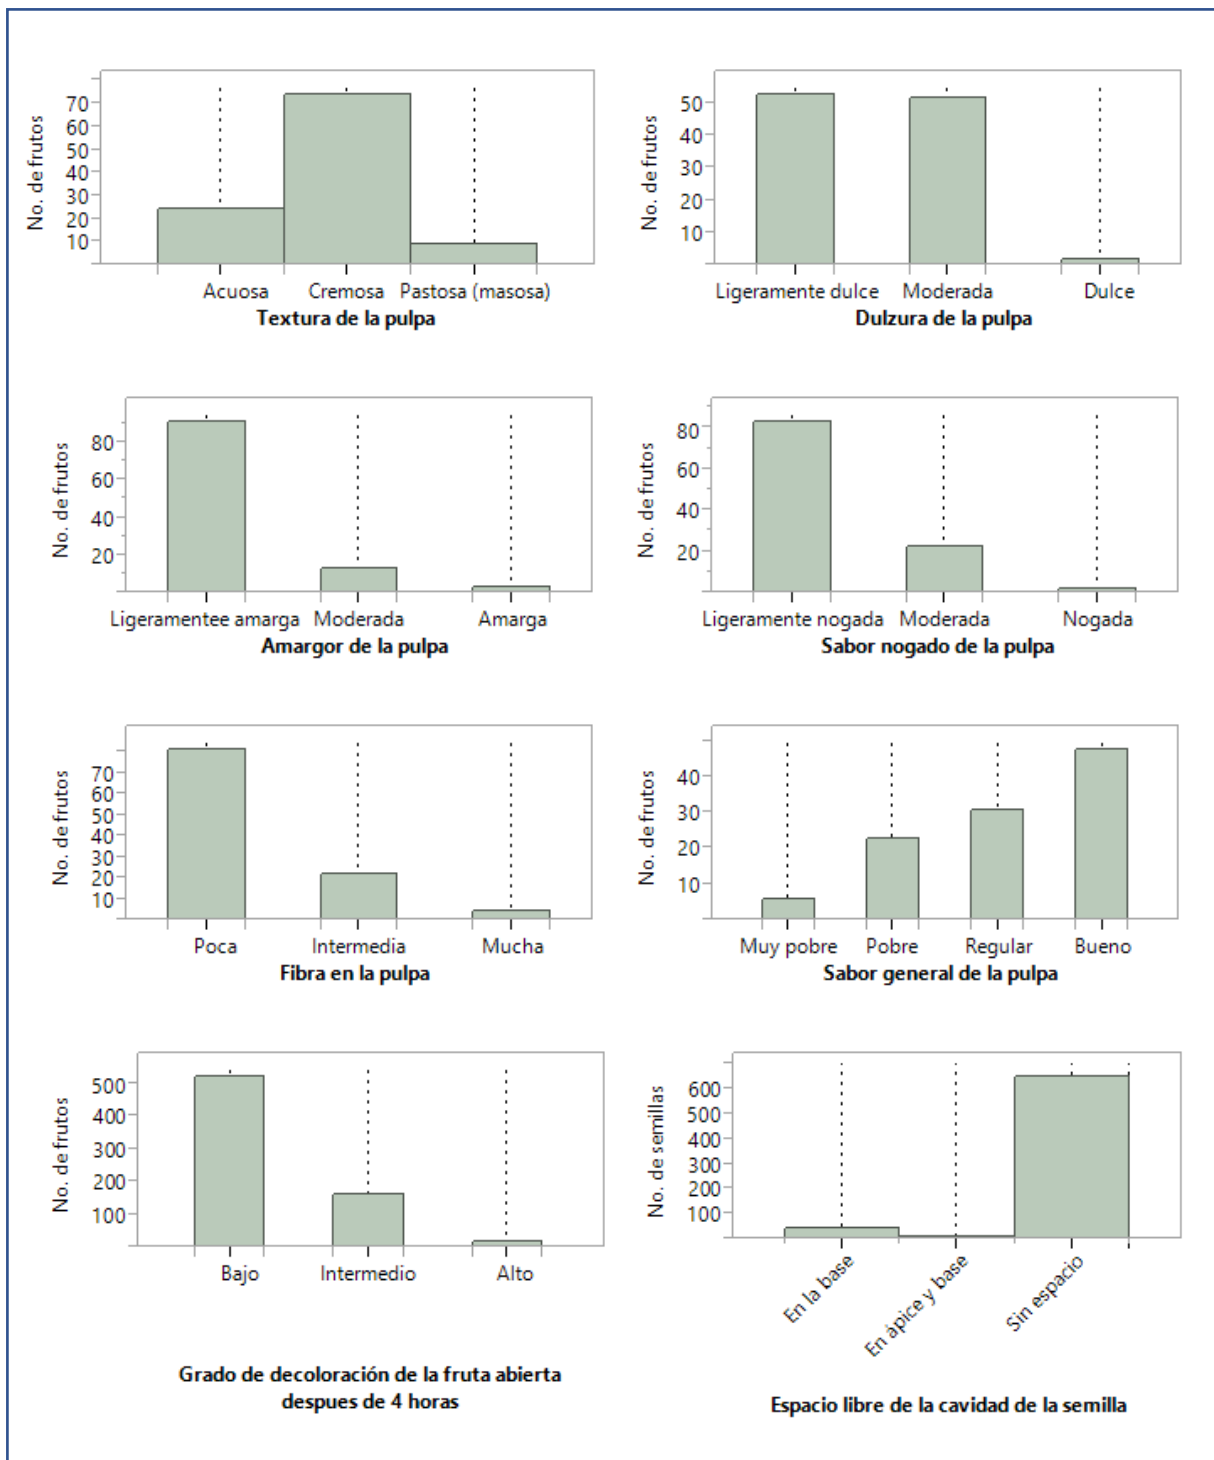 No. de frutos
70
60
50
40
30
20
10
Acuosa Cremosa Pastosa (masosa)
Textura de la pulpa
No. de frutos
50
40
30
20
10
Ligeramente dulce Moderada Dulce
Dulzura de la pulpa
No. de frutos
80
60
40
20
Ligeramentee amarga Moderada Amarga
Amargor de la pulpa
No. de frutos
80
60
40
20
Ligeramente nogada Moderada Nogada
Sabor nogado de la pulpa
No. de frutos
70
60
50
40
30
20
10
Poca Intermedia Mucha
Fibra en la pulpa
No. de frutos
40
30
20
10
Muy pobre Pobre Regular Bueno
Sabor general de la pulpa
No. de frutos
500
400
300
200
100
Bajo Intermedio Alto
Grado de decoloración de la fruta abierta
despues de 4 horas
No. de semillas
600
500
400
300
200
100
En la base
En ápice y base
Sin espacio
Espacio libre de la cavidad de la semilla